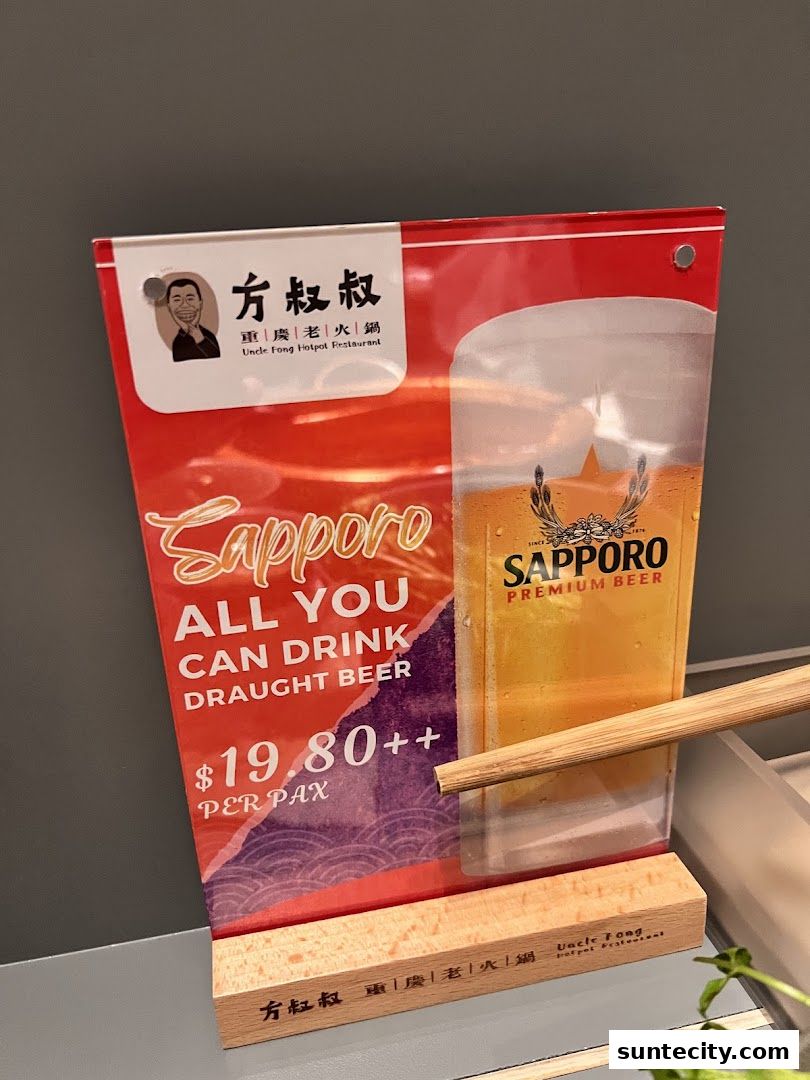 方叔叔
重|慶|老|火|鍋
Uncle Fong Hotpot Restaurant
Sapporo
ALL YOU
CAN DRINK
DRAUGHT BEER
$19.80++
PER PAX
SINCE 1876
SAPPORO
PREMIUM BEER
方叔叔 重|慶|老|火|鍋 Uncle Fong
Hotpot Restaurant
suntecity.com